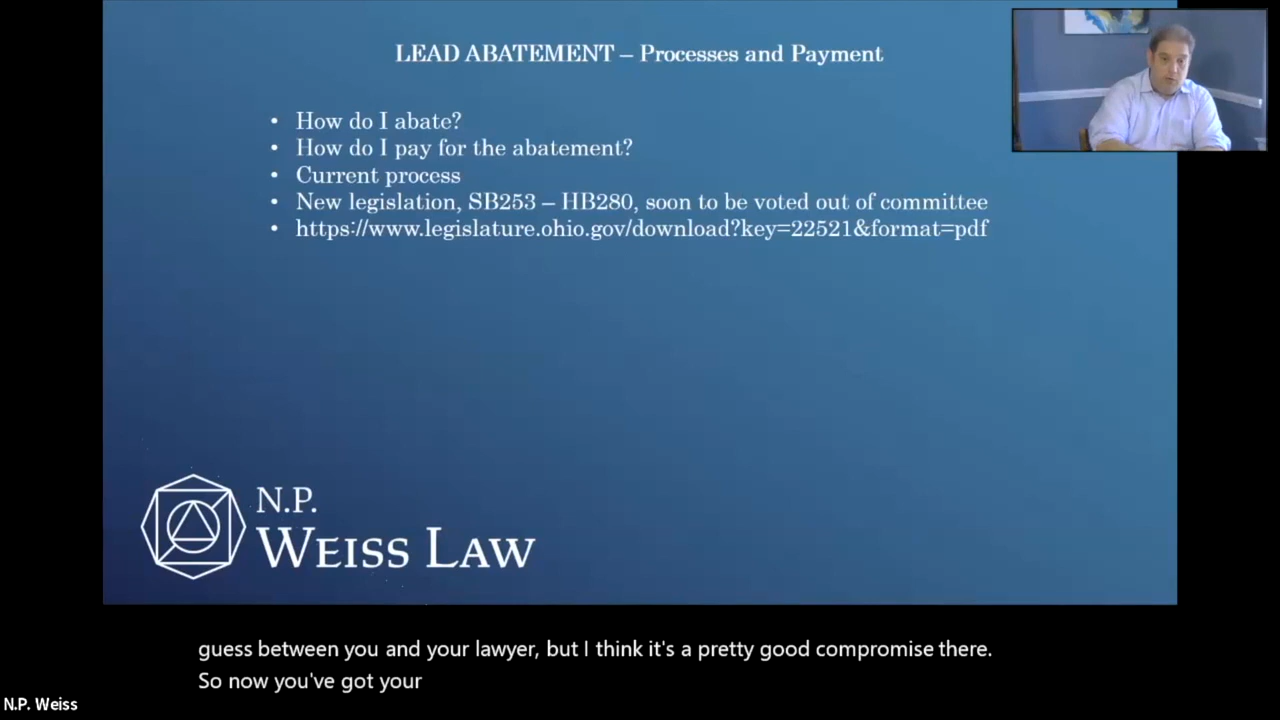 LEAD ABATEMENT – Processes and Payment
• How do I abate?
• How do I pay for the abatement?
• Current process
• New legislation, SB253 – HB280, soon to be voted out of committee
• https://www.legislature.ohio.gov/download?key=22521&format=pdf
N.P.
WEISS LAW
guess between you and your lawyer, but I think it's a pretty good compromise there.
So now you've got your
N.P. Weiss